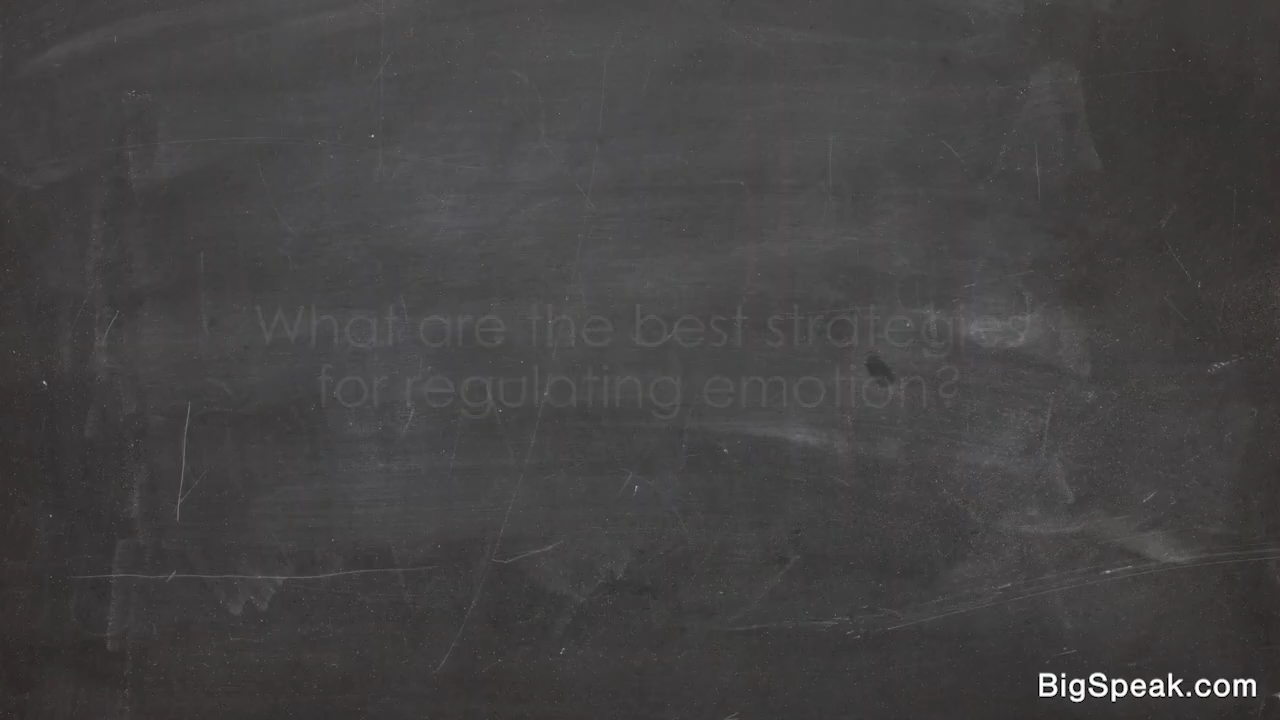 What are the best strategies
for regulating emotion?
BigSpeak.com